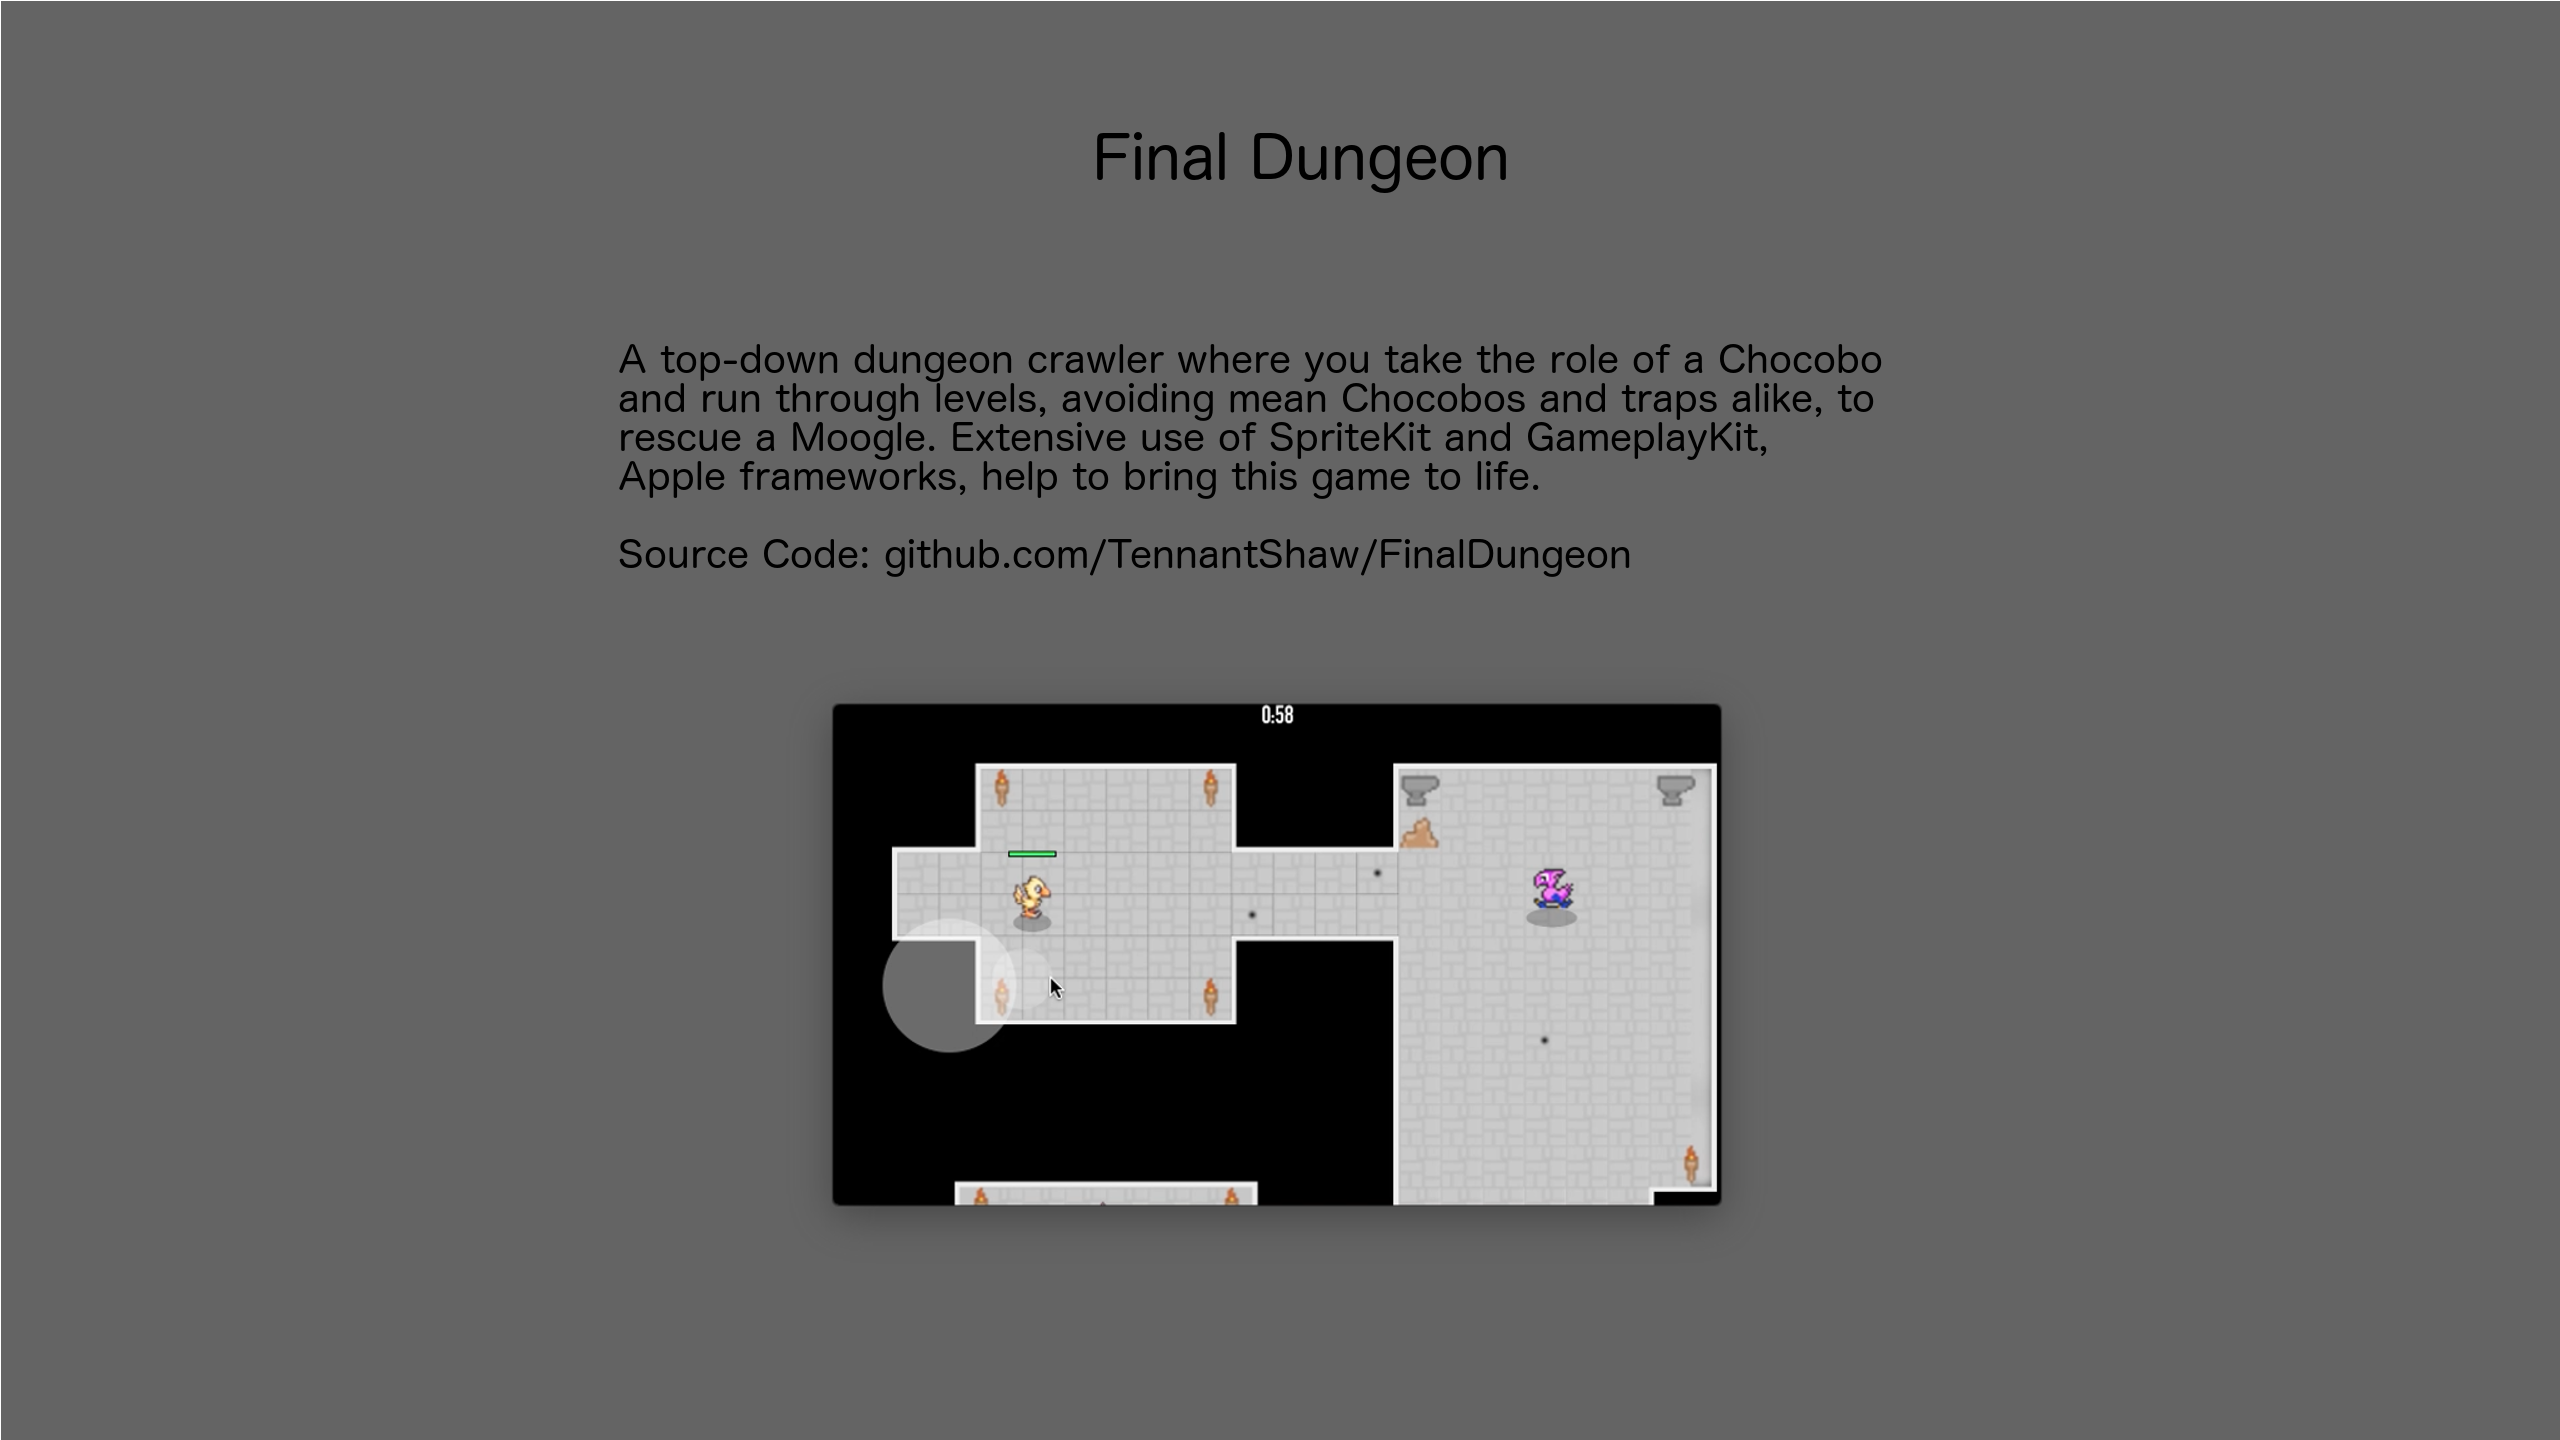 Final Dungeon
A top-down dungeon crawler where you take the role of a Chocobo
and run through levels, avoiding mean Chocobos and traps alike, to
rescue a Moogle. Extensive use of SpriteKit and GameplayKit,
Apple frameworks, help to bring this game to life.
Source Code: github.com/TennantShaw/FinalDungeon
0:58